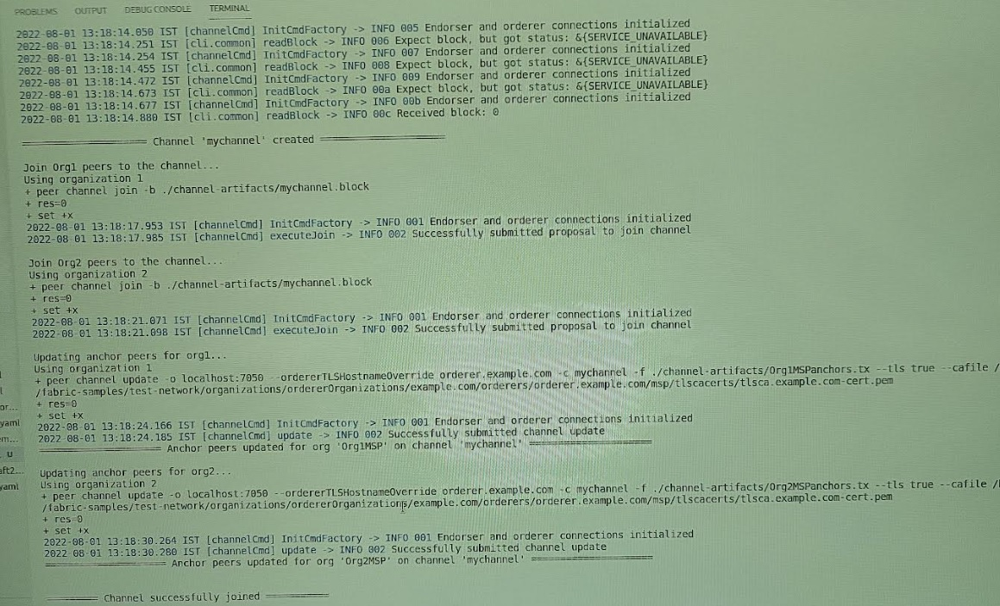 PROBLEMS OUTPUT DEBUG CONSOLE TERMINAL
2022-08-01 13:18:14.050 IST [channelCmd] InitCmdFactory -> INFO 005 Endorser and orderer connections initialized
2022-08-01 13:18:14.251 IST [cli.common] readBlock -> INFO 006 Expect block, but got status: &{SERVICE_UNAVAILABLE}
2022-08-01 13:18:14.254 IST [channelCmd] InitCmdFactory -> INFO 007 Endorser and orderer connections initialized
2022-08-01 13:18:14.455 IST [cli.common] readBlock -> INFO 008 Expect block, but got status: &{SERVICE_UNAVAILABLE}
2022-08-01 13:18:14.472 IST [channelCmd] InitCmdFactory -> INFO 009 Endorser and orderer connections initialized
2022-08-01 13:18:14.673 IST [cli.common] readBlock -> INFO 00a Expect block, but got status: &{SERVICE_UNAVAILABLE}
2022-08-01 13:18:14.677 IST [channelCmd] InitCmdFactory -> INFO 00b Endorser and orderer connections initialized
2022-08-01 13:18:14.880 IST [cli.common] readBlock -> INFO 00c Received block: 0
Channel 'mychannel' created
Join Org1 peers to the channel...
Using organization 1
+ peer channel join -b ./channel-artifacts/mychannel.block
+ res=0
+ set +x
2022-08-01 13:18:17.953 IST [channelCmd] InitCmdFactory -> INFO 001 Endorser and orderer connections initialized
2022-08-01 13:18:17.985 IST [channelCmd] executeJoin -> INFO 002 Successfully submitted proposal to join channel
Join Org2 peers to the channel...
Using organization 2
+ peer channel join -b ./channel-artifacts/mychannel.block
+ res=0
+ set +x
2022-08-01 13:18:21.071 IST [channelCmd] InitCmdFactory -> INFO 001 Endorser and orderer connections initialized
2022-08-01 13:18:21.098 IST [channelCmd] executeJoin -> INFO 002 Successfully submitted proposal to join channel
Updating anchor peers for org1...
Using organization 1
+ peer channel update -o localhost:7050 --ordererTLSHostnameOverride orderer.example.com -c mychannel -f ./channel-artifacts/Org1MSPanchors.tx --tls true --cafile /
/fabric-samples/test-network/organizations/ordererOrganizations/example.com/orderers/orderer.example.com/msp/tlscacerts/tlsca.example.com-cert.pem
+ res=0
+ set +x
2022-08-01 13:18:24.166 IST [channelCmd] InitCmdFactory -> INFO 001 Endorser and orderer connections initialized
2022-08-01 13:18:24.185 IST [channelCmd] update -> INFO 002 Successfully submitted channel update
Anchor peers updated for org 'Org1MSP' on channel 'mychannel'
Updating anchor peers for org2...
Using organization 2
+ peer channel update -o localhost:7050 --ordererTLSHostnameOverride orderer.example.com -c mychannel -f ./channel-artifacts/Org2MSPanchors.tx --tls true --cafile /
/fabric-samples/test-network/organizations/ordererOrganizations/example.com/orderers/orderer.example.com/msp/tlscacerts/tlsca.example.com-cert.pem
+ res=0
+ set +x
2022-08-01 13:18:30.264 IST [channelCmd] InitCmdFactory -> INFO 001 Endorser and orderer connections initialized
2022-08-01 13:18:30.280 IST [channelCmd] update -> INFO 002 Successfully submitted channel update
Anchor peers updated for org 'Org2MSP' on channel 'mychannel'
Channel successfully joined
or...
yaml
m...
U
aft2...
yaml